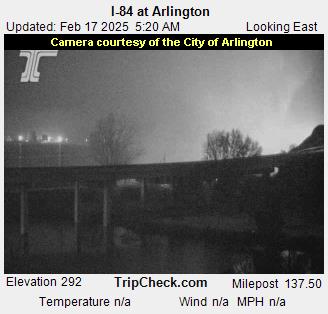 I-84 at Arlington
Updated: Feb 17 2025 5:20 AM Looking East
Camera courtesy of the City of Arlington
Elevation 292 TripCheck.com Milepost 137.50
Temperature n/a Wind n/a MPH n/a